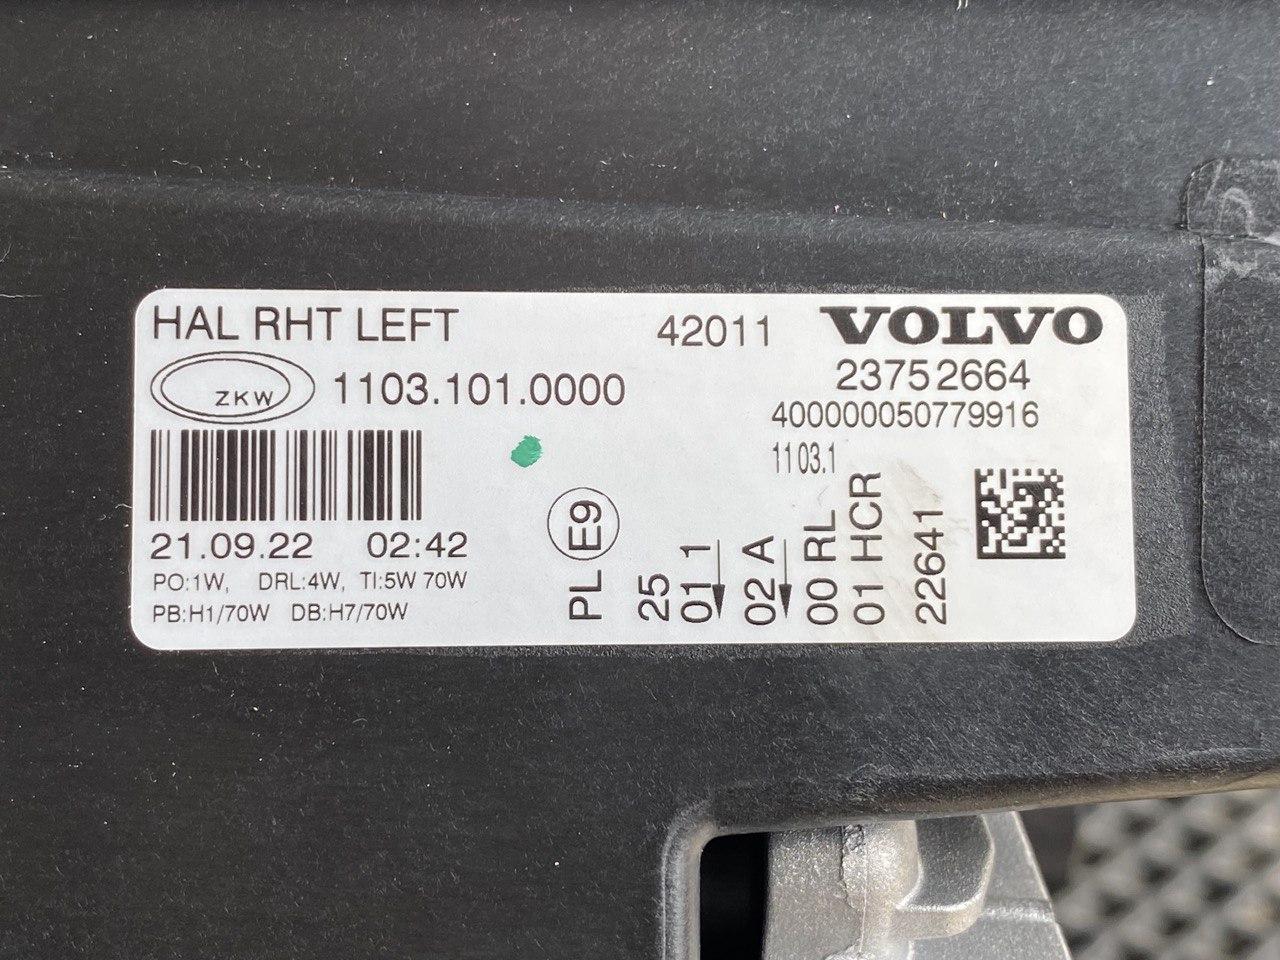 HAL RHT LEFT 42011 VOLVO
ZKW 1103.101.0000 23752664
400000050779916
1103.1
21.09.22 02:42
PO:1W, DRL:4W, TI:5W 70W
PB:H1/70W DB:H7/70W
PL E9
25
01 1
02 A
00 RL
01 HCR
22641